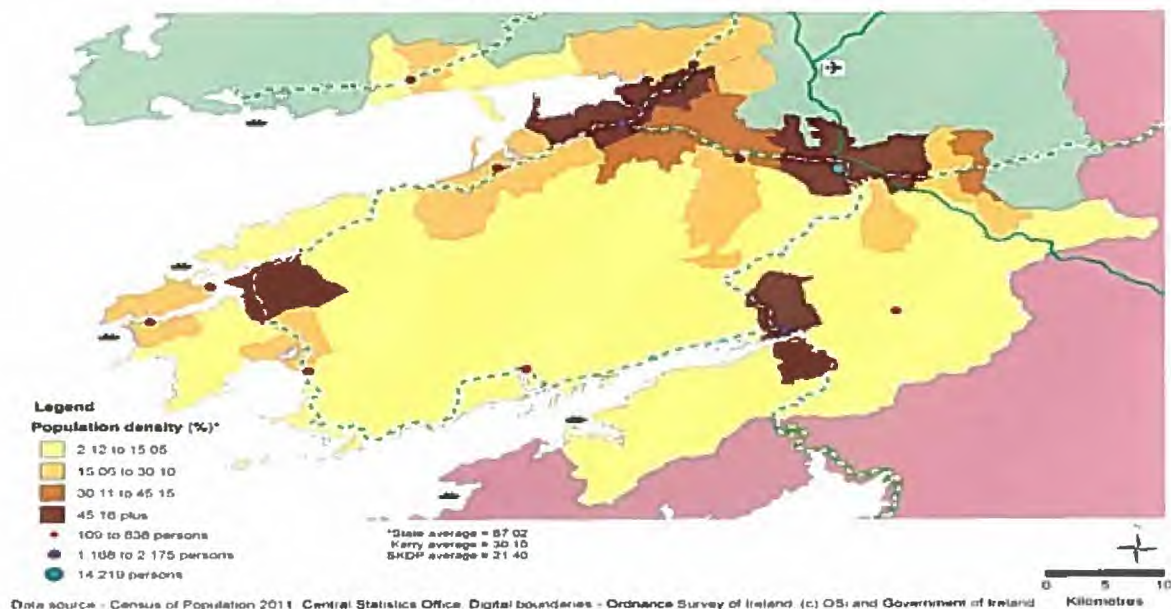 Legend
Population density (%)*
2.12 to 15.05
15.06 to 30.10
30.11 to 45.15
45.16 plus
109 to 838 persons
1,168 to 2,175 persons
14,219 persons
*State average = 67.02
Kerry average = 30.10
SKDP average = 21.40
0 5 10
Kilometres
Data source - Census of Population 2011, Central Statistics Office. Digital boundaries - Ordnance Survey of Ireland. (c) OSi and Government of Ireland